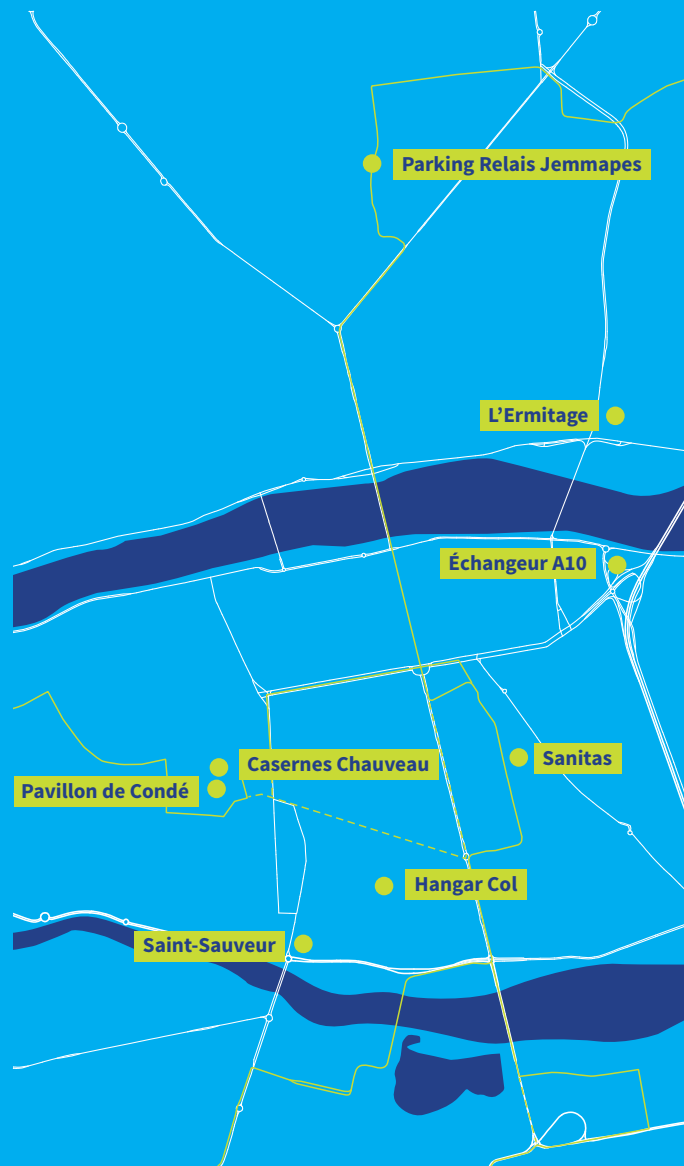 Parking Relais Jemmapes
L’Ermitage
Échangeur A10
Casernes Chauveau
Sanitas
Pavillon de Condé
Hangar Col
Saint-Sauveur